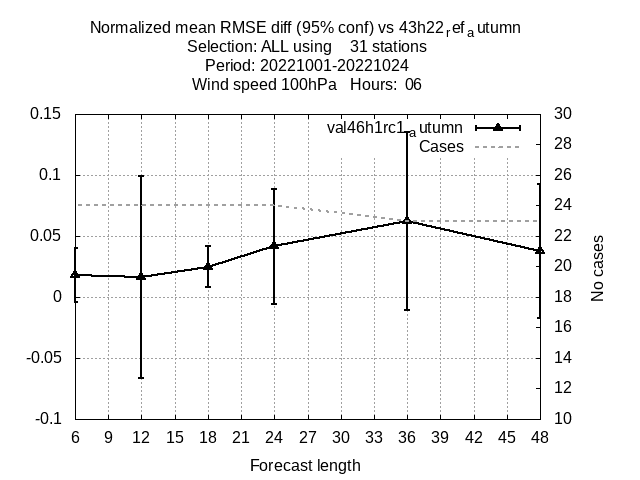 Normalized mean RMSE diff (95% conf) vs 43h22ref autumn
Selection: ALL using 31 stations
Period: 20221001-20221024
Wind speed 100hPa Hours: 06
val46h1rc1autumn
Cases
0.15
0.1
0.05
0
-0.05
-0.1
30
28
26
24
22
20
18
16
14
12
10
No cases
6 9 12 15 18 21 24 27 30 33 36 39 42 45 48
Forecast length